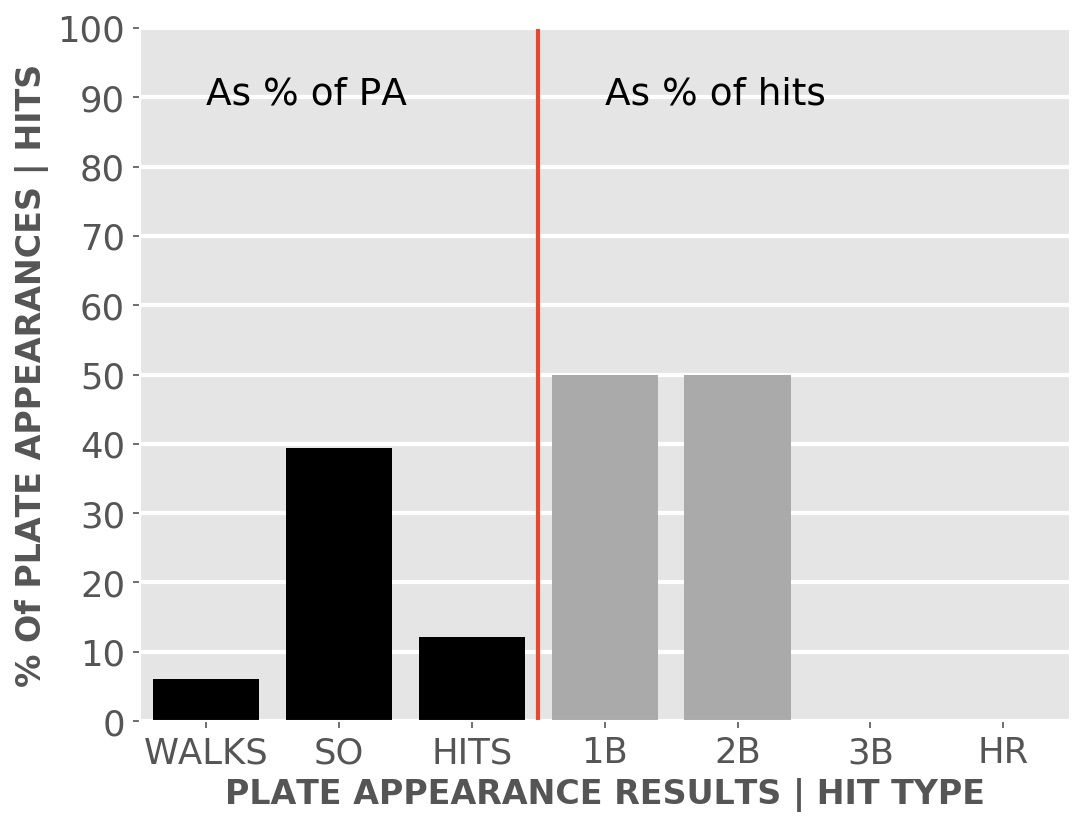 % Of PLATE APPEARANCES | HITS
100
90
80
70
60
50
40
30
20
10
0
As % of PA
As % of hits
WALKS SO HITS 1B 2B 3B HR
PLATE APPEARANCE RESULTS | HIT TYPE